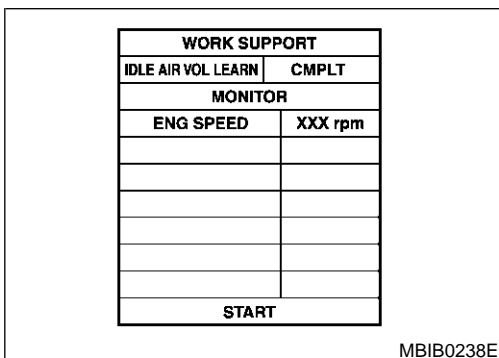 WORK SUPPORT
IDLE AIR VOL LEARN CMPLT
MONITOR
ENG SPEED XXX rpm
START
MBIB0238E